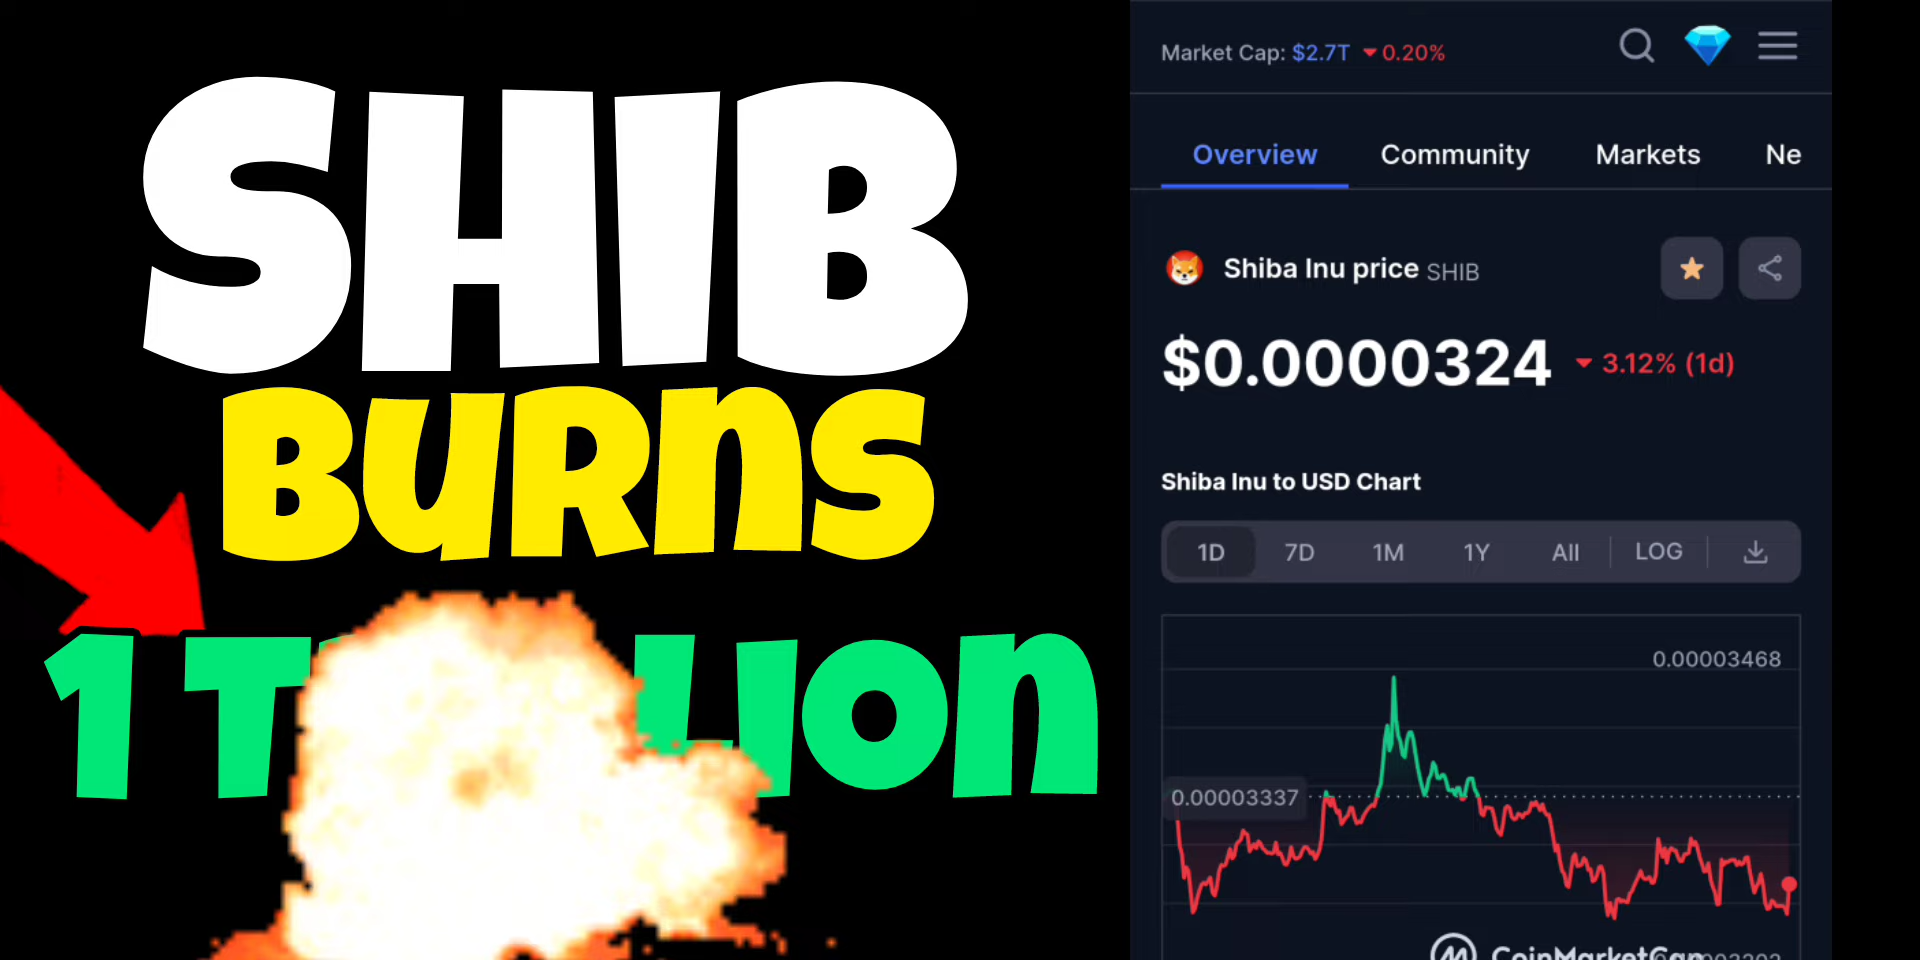 SHIB
BURNS
1
Market Cap: $2.7T 0.20%
Overview Community Markets Ne
Shiba Inu price SHIB
$0.0000324 3.12% (1d)
Shiba Inu to USD Chart
1D 7D 1M 1Y All LOG
0.00003468
0.00003337
CoinMarketCap